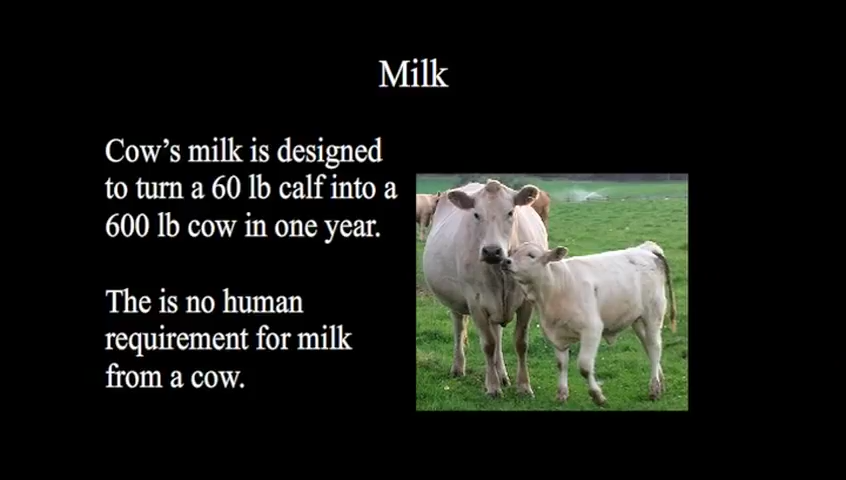 Milk
Cow's milk is designed
to turn a 60 lb calf into a
600 lb cow in one year.
The is no human
requirement for milk
from a cow.